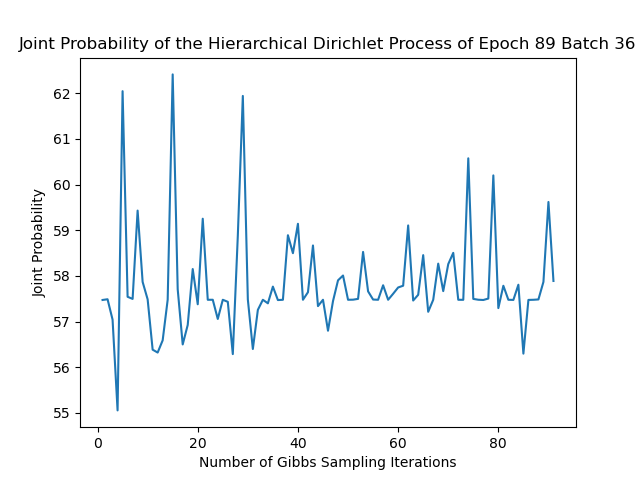 Joint Probability of the Hierarchical Dirichlet Process of Epoch 89 Batch 36
62
61
60
59
58
57
56
55
Joint Probability
0 20 40 60 80
Number of Gibbs Sampling Iterations